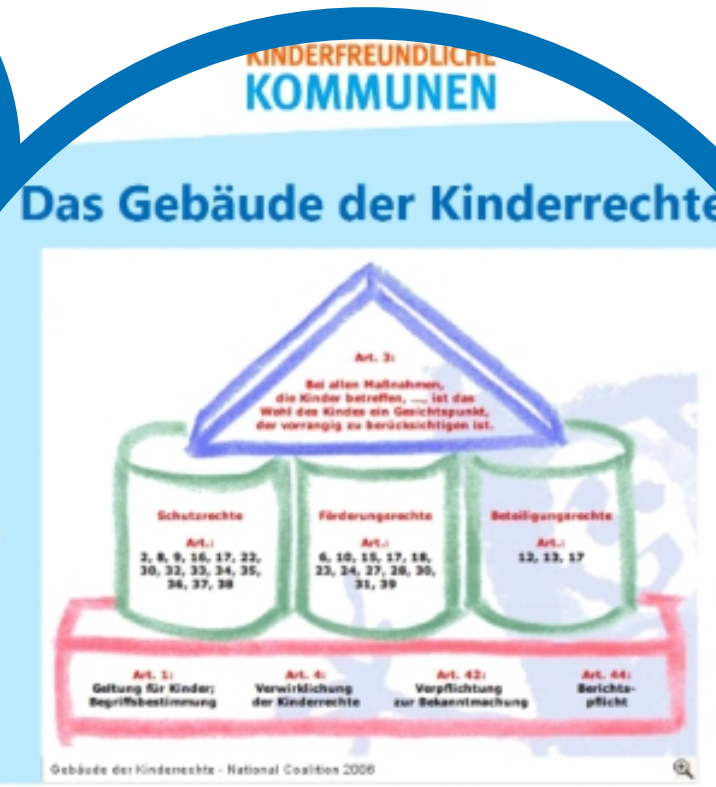 KINDERFREUNDLICHE
KOMMUNEN
Das Gebäude der Kinderrechte
Art. 3:
Bei allen Maßnahmen,
die Kinder betreffen, ..., ist das
Wohl des Kindes ein Gesichtspunkt,
der vorrangig zu berücksichtigen ist.
Schutzrechte
Art.:
2, 8, 9, 16, 17, 22,
30, 32, 33, 34, 35,
36, 37, 38
Förderungsrechte
Art.:
6, 10, 15, 17, 18,
23, 24, 27, 28, 30,
31, 39
Beteiligungsrechte
Art.:
12, 13, 17
Art. 1:
Geltung für Kinder;
Begriffsbestimmung
Art. 4:
Verwirklichung
der Kinderrechte
Art. 42:
Verpflichtung
zur Bekanntmachung
Art. 44:
Berichts-
pflicht
Gebäude der Kinderrechte - National Coalition 2006